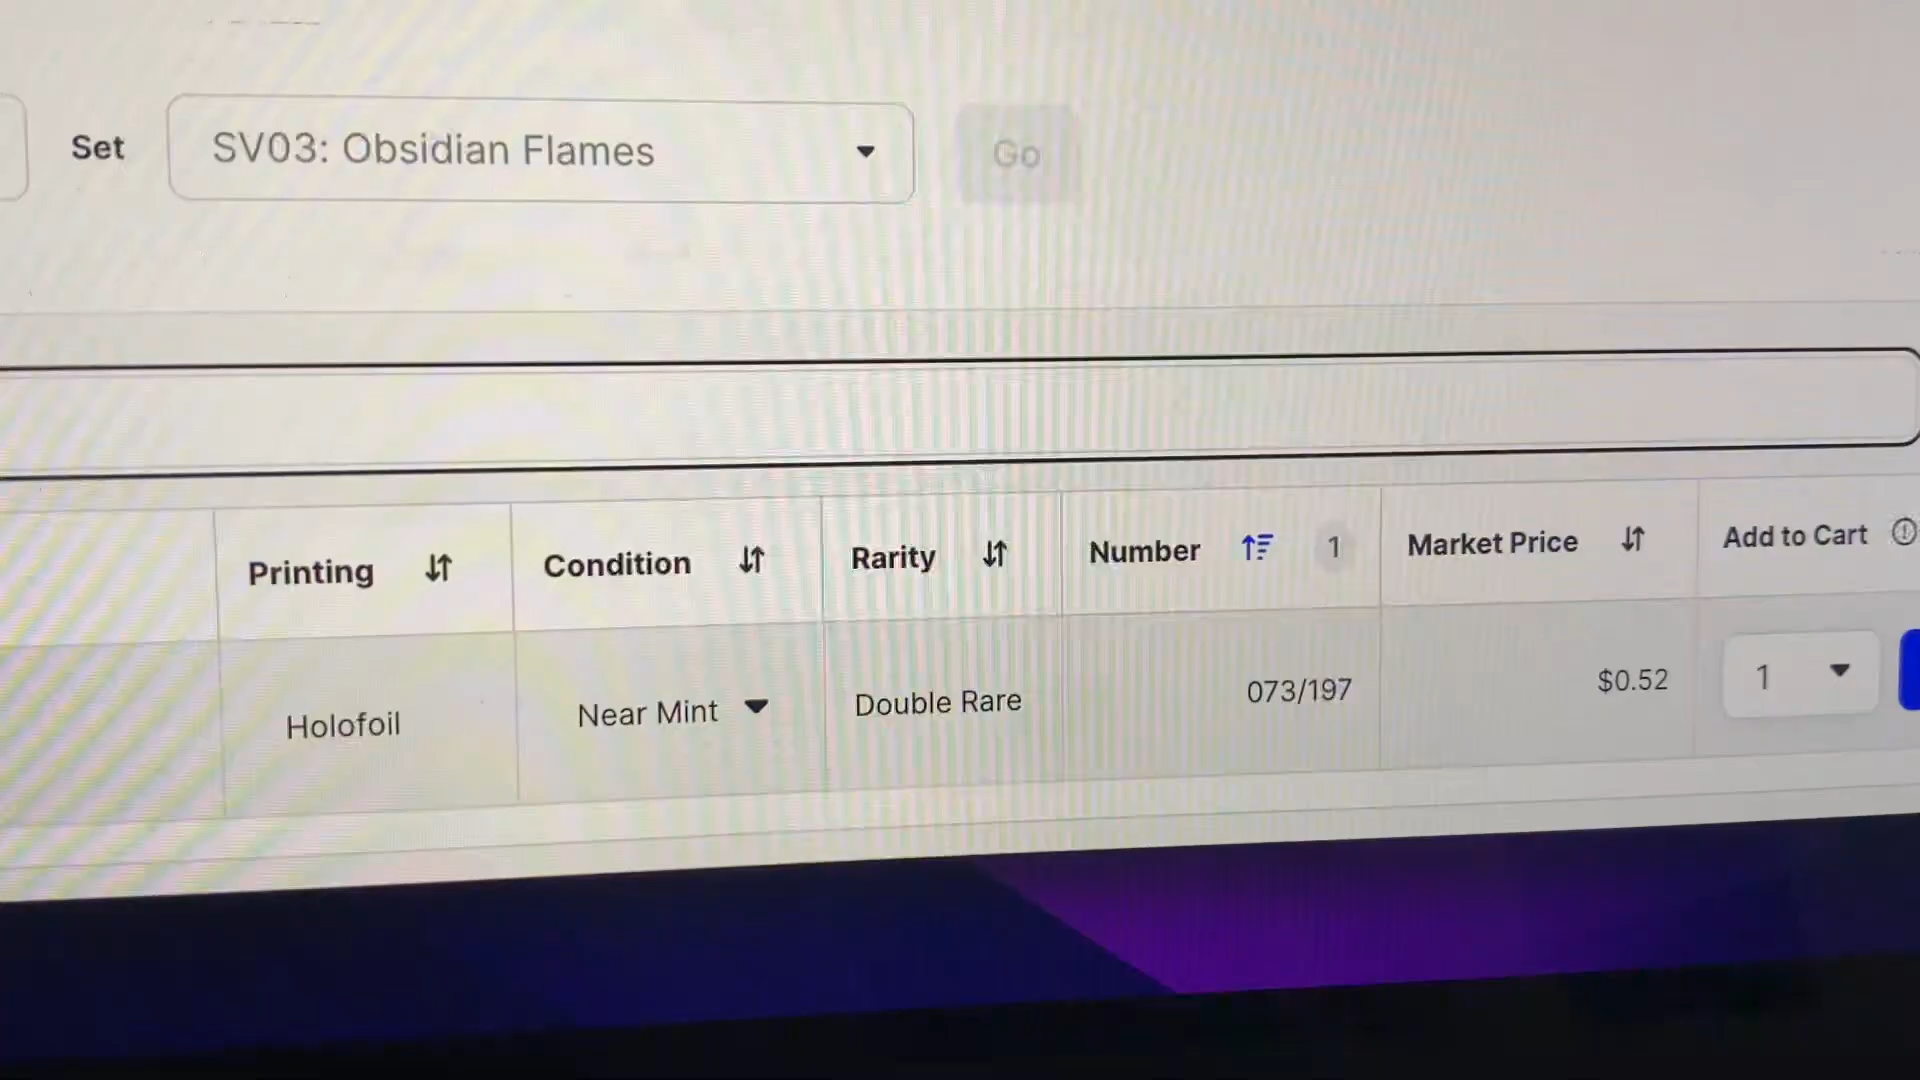 Set SV03: Obsidian Flames Go
Printing Condition Rarity Number 1 Market Price Add to Cart
Holofoil Near Mint Double Rare 073/197 $0.52 1